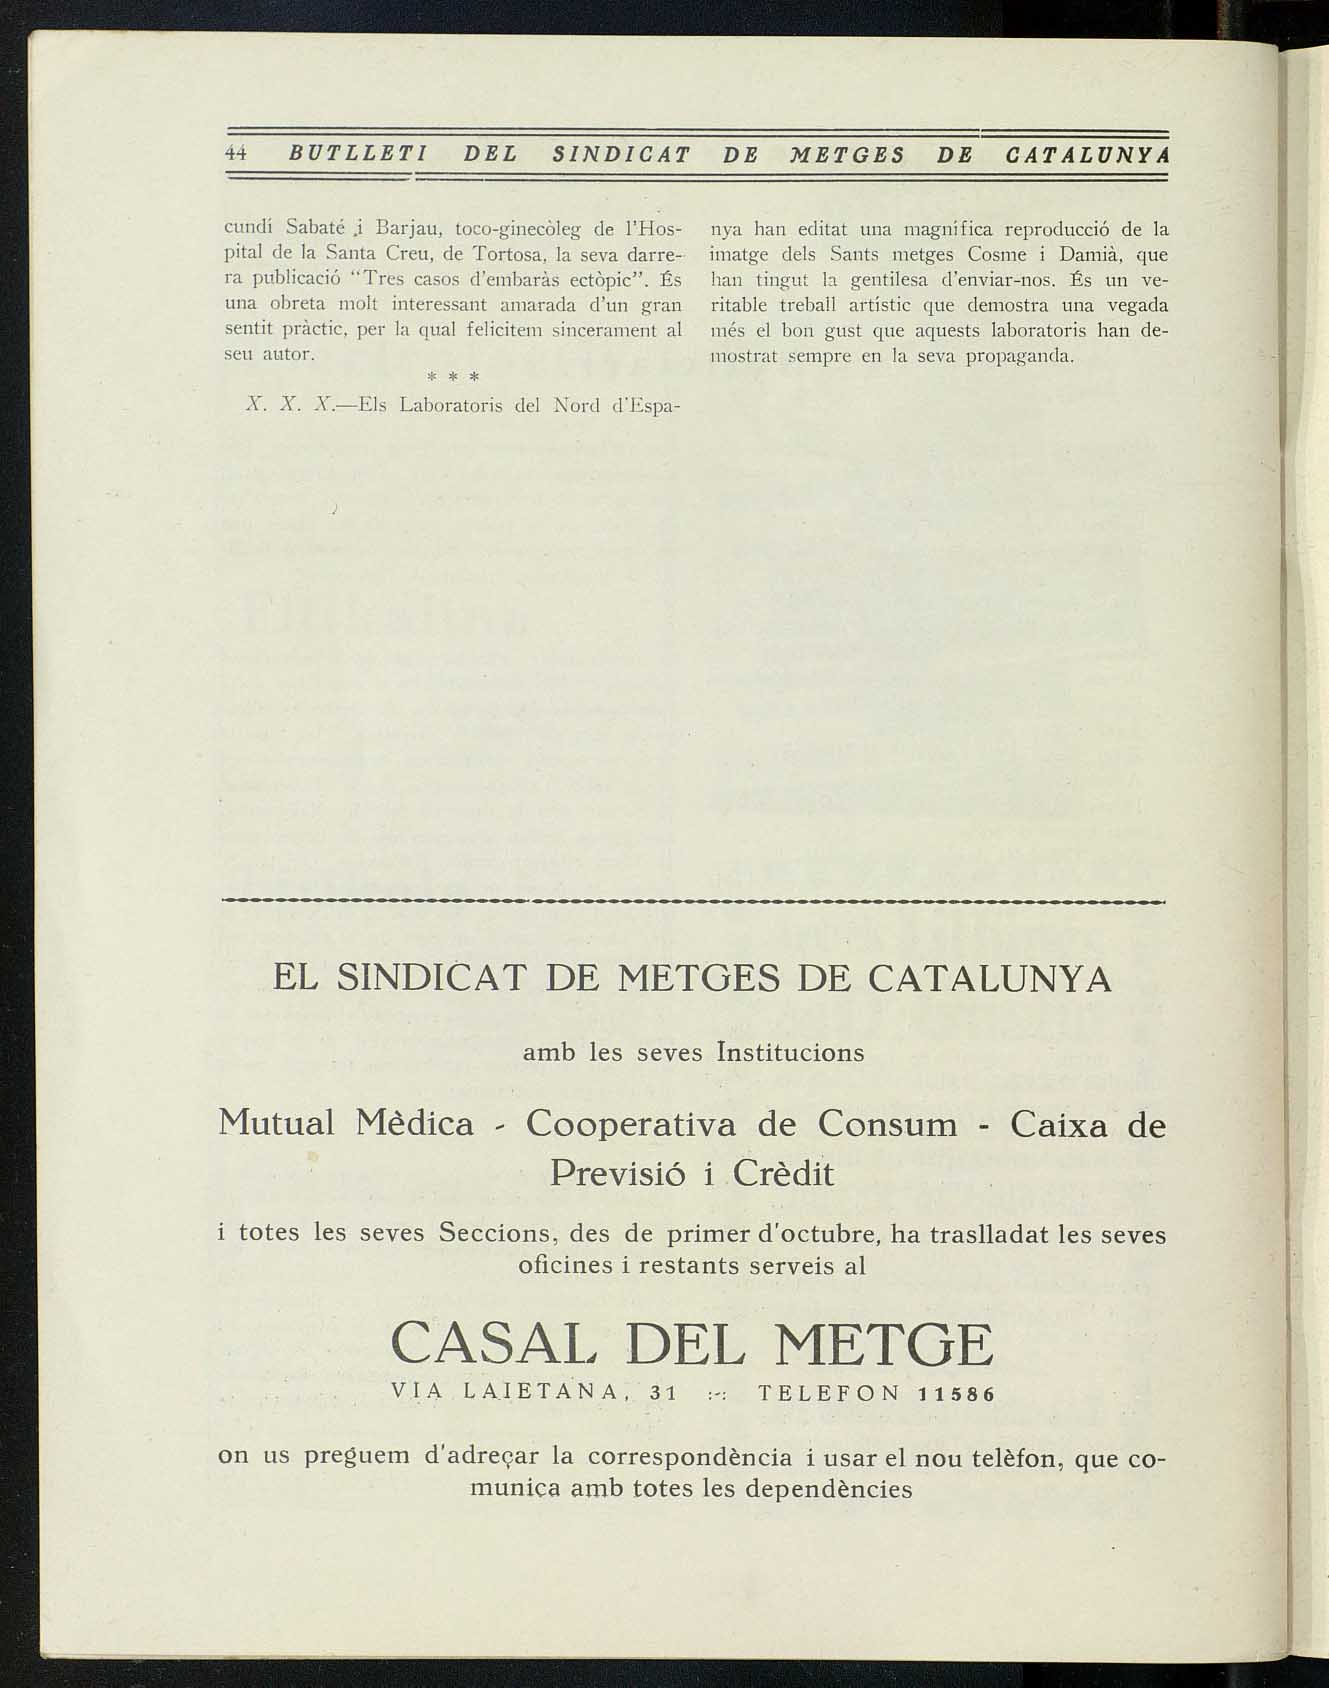 44 BUTLLETI DEL SINDICAT DE METGES DE CATALUNYA
cundí Sabaté i Barjau, toco-ginecòleg de l'Hos-
pital de la Santa Creu, de Tortosa, la seva darre-
ra publicació "Tres casos d'embaràs ectòpic". És
una obreta molt interessant amarada d'un gran
sentit pràctic, per la qual felicitem sincerament al
seu autor.
* * *
X. X. X.—Els Laboratoris del Nord d'Espa-
nya han editat una magnífica reproducció de la
imatge dels Sants metges Cosme i Damià, que
han tingut la gentilesa d'enviar-nos. És un ve-
ritable treball artístic que demostra una vegada
més el bon gust que aquests laboratoris han de-
mostrat sempre en la seva propaganda.
EL SINDICAT DE METGES DE CATALUNYA
amb les seves Institucions
Mutual Mèdica - Cooperativa de Consum - Caixa de
Previsió i Crèdit
i totes les seves Seccions, des de primer d'octubre, ha traslladat les seves
oficines i restants serveis al
CASAL DEL METGE
VIA LAIETANA, 31 :-: TELEFON 11586
on us preguem d'adreçar la correspondència i usar el nou telèfon, que co-
munica amb totes les dependències